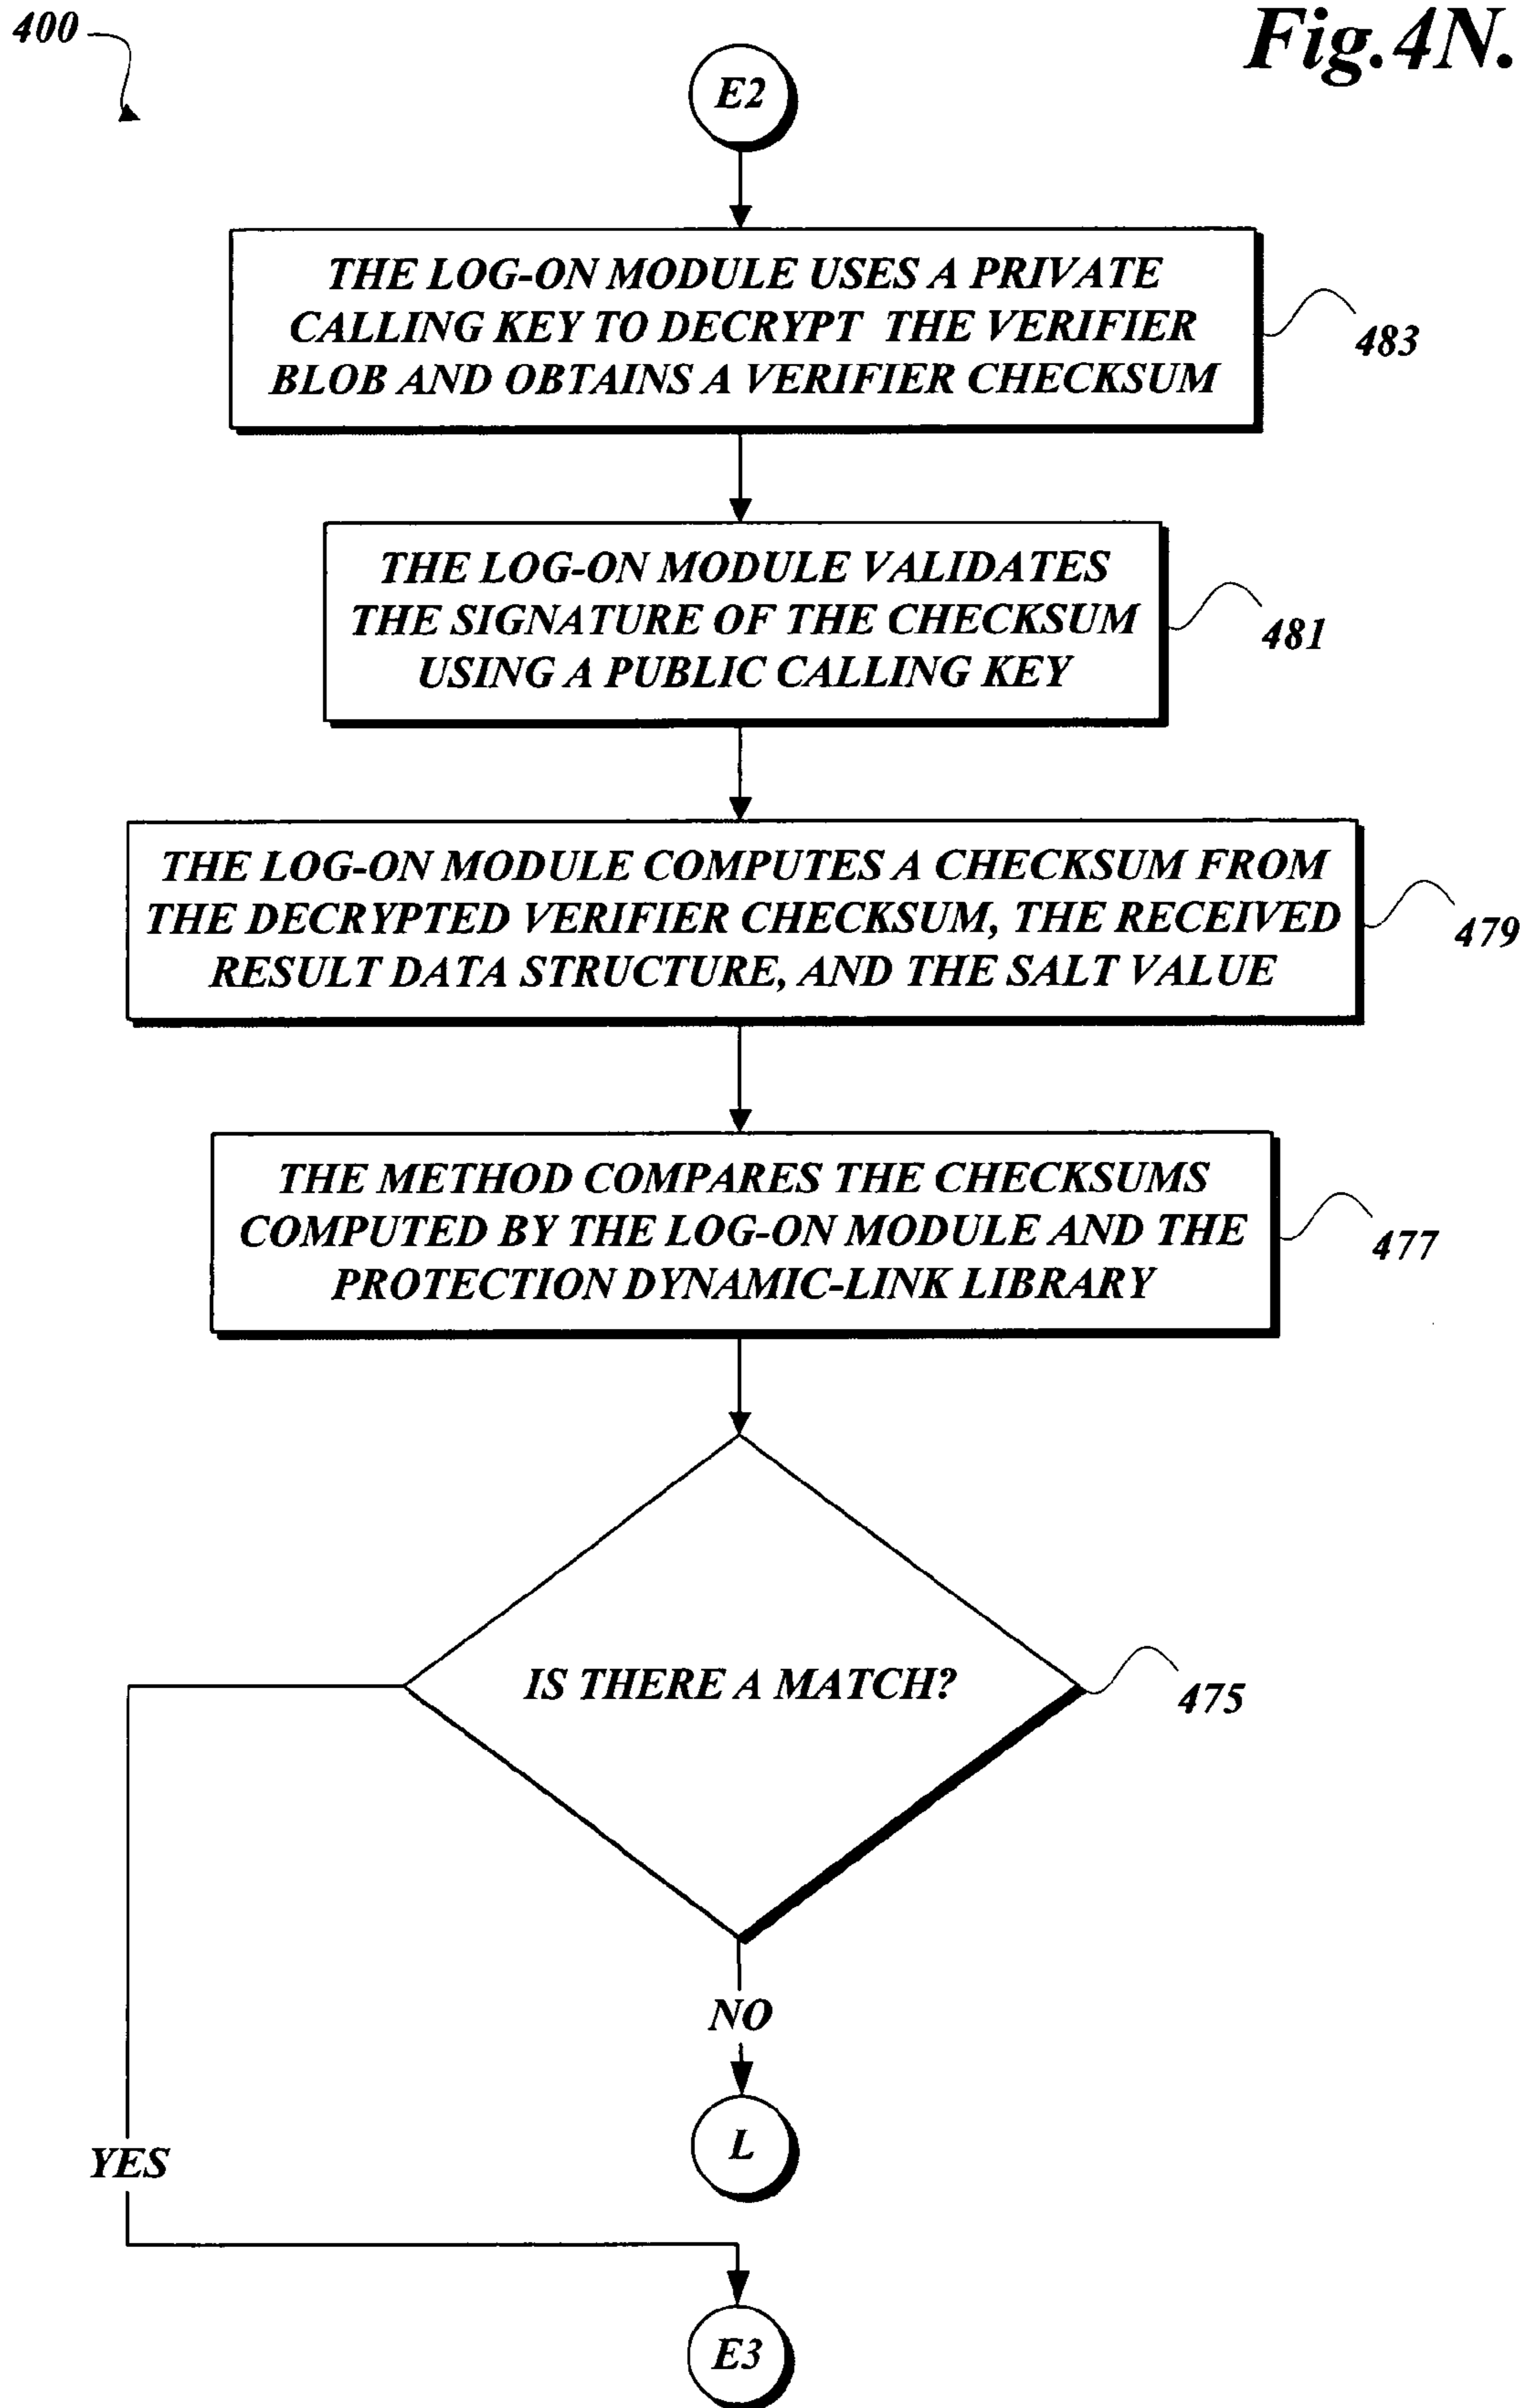 400
Fig.4N.
E2
THE LOG-ON MODULE USES A PRIVATE
CALLING KEY TO DECRYPT THE VERIFIER
BLOB AND OBTAINS A VERIFIER CHECKSUM
483
THE LOG-ON MODULE VALIDATES
THE SIGNATURE OF THE CHECKSUM
USING A PUBLIC CALLING KEY
481
THE LOG-ON MODULE COMPUTES A CHECKSUM FROM
THE DECRYPTED VERIFIER CHECKSUM, THE RECEIVED
RESULT DATA STRUCTURE, AND THE SALT VALUE
479
THE METHOD COMPARES THE CHECKSUMS
COMPUTED BY THE LOG-ON MODULE AND THE
PROTECTION DYNAMIC-LINK LIBRARY
477
IS THERE A MATCH?
475
NO
L
YES
E3